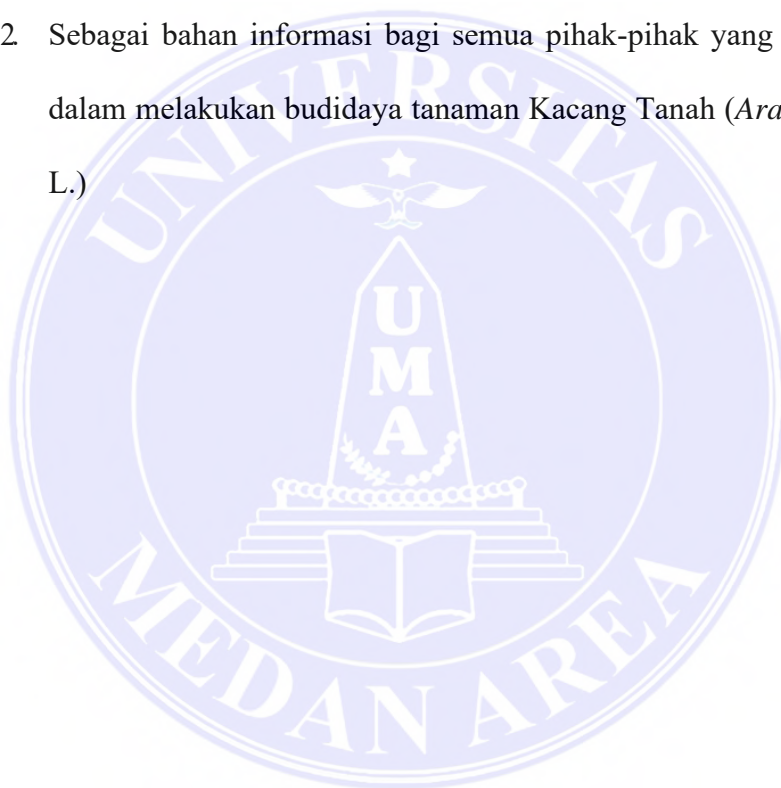 2. Sebagai bahan informasi bagi semua pihak-pihak yang
dalam melakukan budidaya tanaman Kacang Tanah (Ara
L.)
UNIVERSITAS
U
M
A
MEDAN AREA